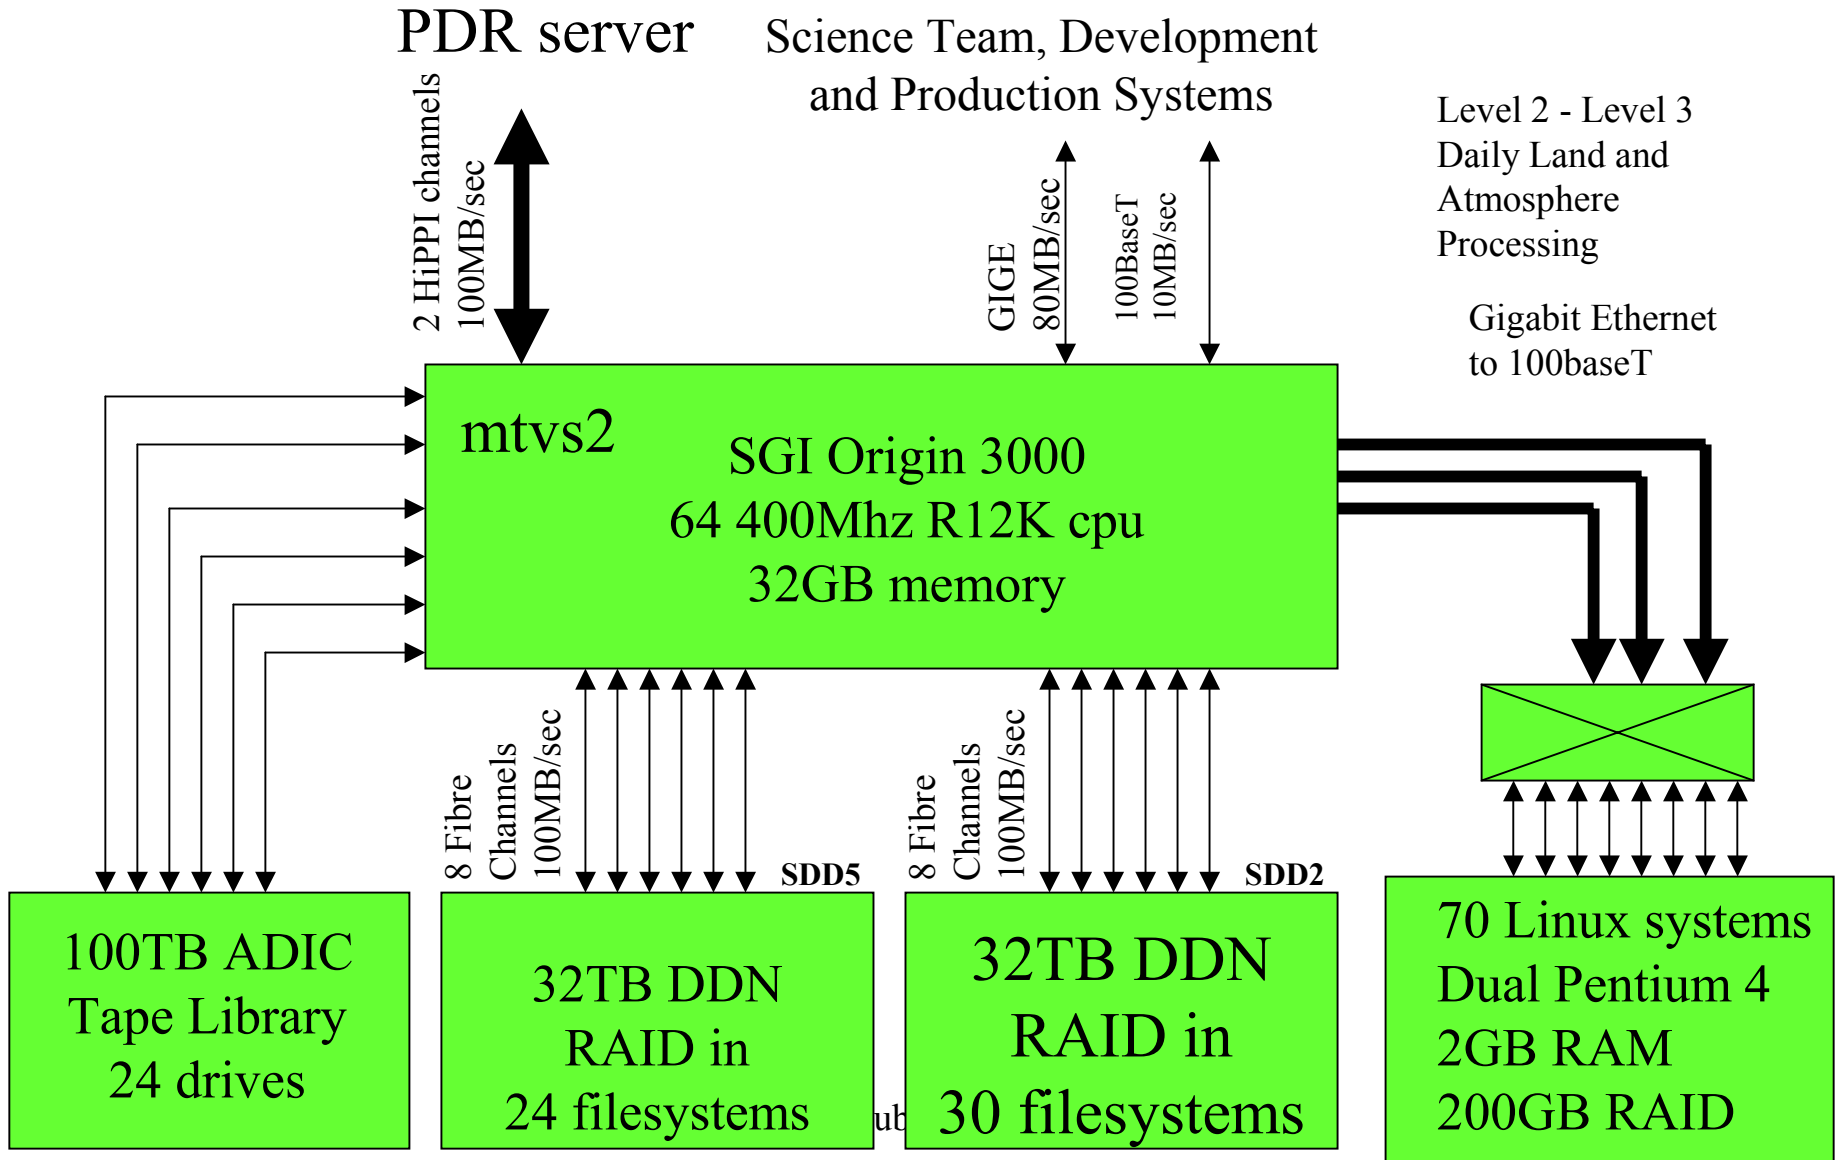 PDR server
Science Team, Development
and Production Systems
2 HiPPI channels
100MB/sec
GIGE
80MB/sec
100BaseT
10MB/sec
Level 2 - Level 3
Daily Land and
Atmosphere
Processing
Gigabit Ethernet
to 100baseT
mtvs2
SGI Origin 3000
64 400Mhz R12K cpu
32GB memory
8 Fibre
Channels
100MB/sec
SDD5
8 Fibre
Channels
100MB/sec
SDD2
100TB ADIC
Tape Library
24 drives
32TB DDN
RAID in
24 filesystems
32TB DDN
RAID in
30 filesystems
70 Linux systems
Dual Pentium 4
2GB RAM
200GB RAID